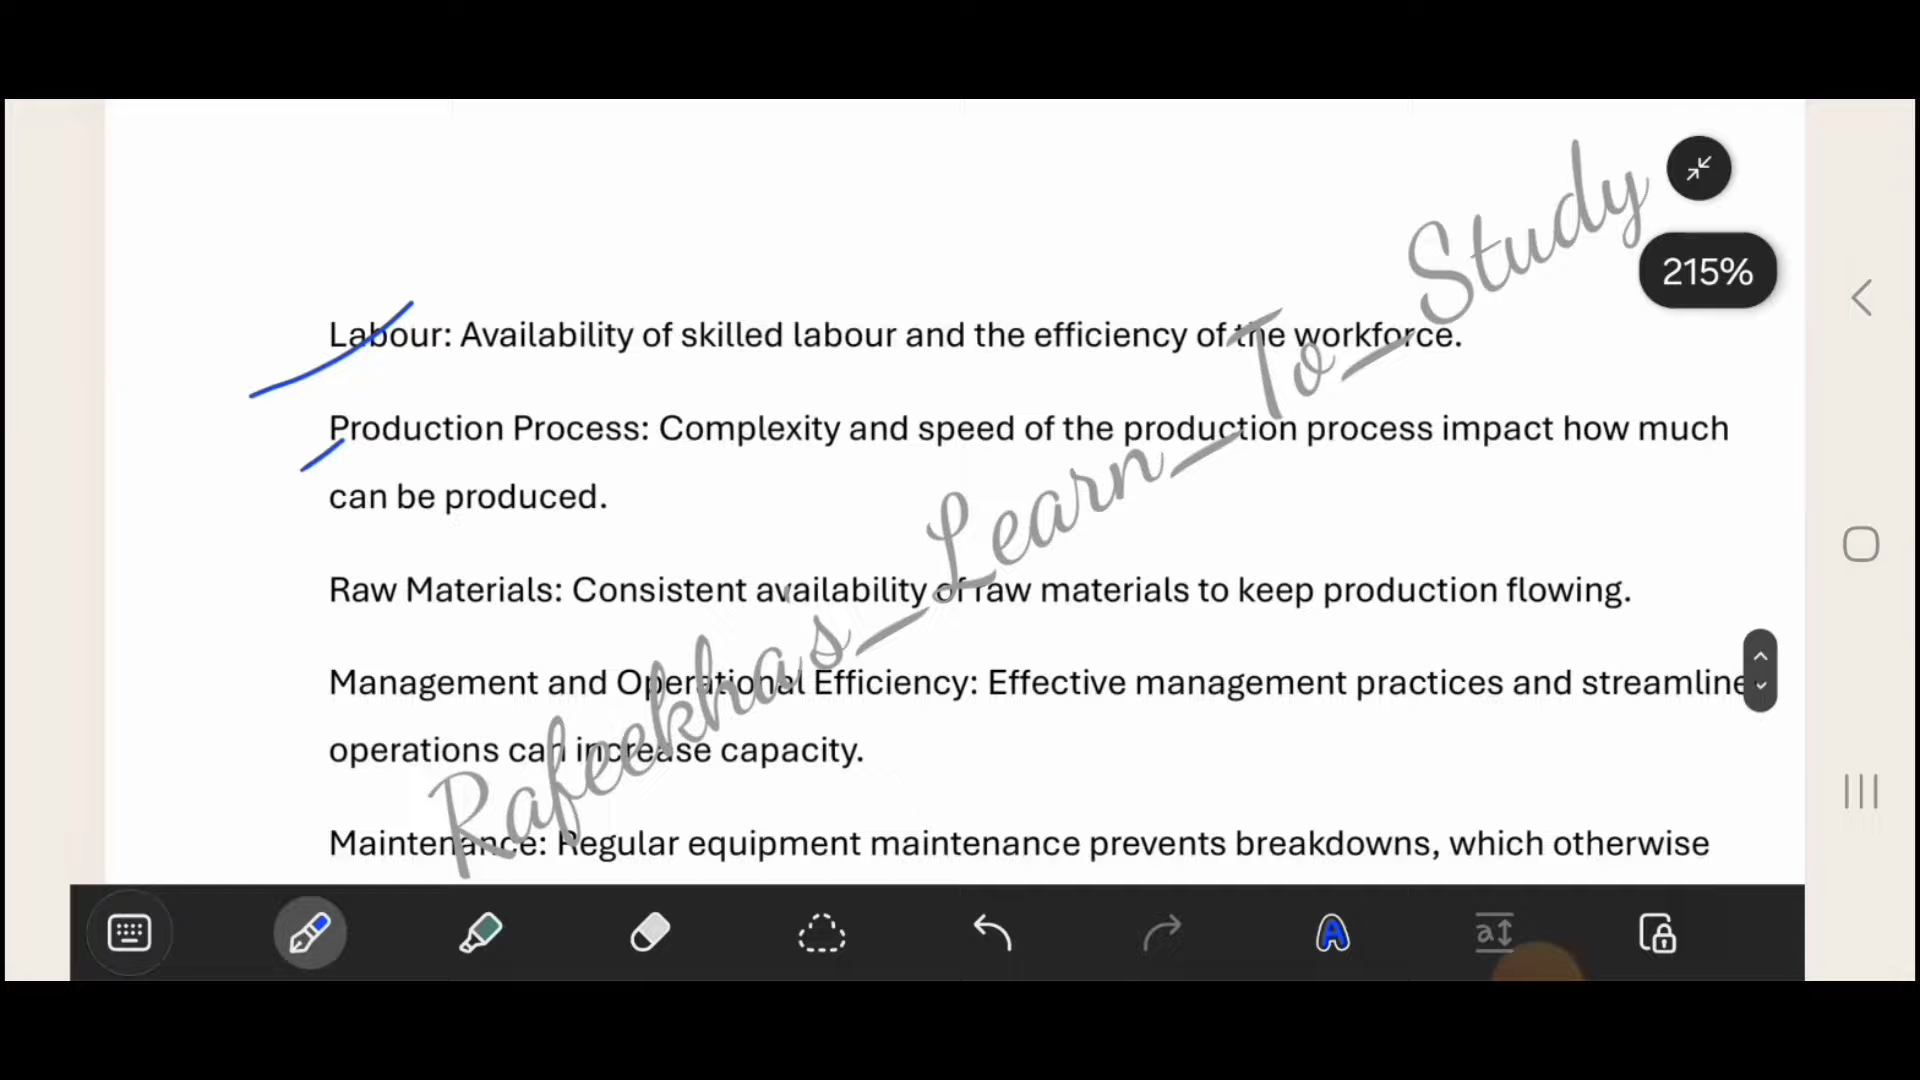 215%
Labour: Availability of skilled labour and the efficiency of the workforce.
Production Process: Complexity and speed of the production process impact how much
can be produced.
Raw Materials: Consistent availability of raw materials to keep production flowing.
Management and Operational Efficiency: Effective management practices and streamline
operations can increase capacity.
Maintenance: Regular equipment maintenance prevents breakdowns, which otherwise
Rafeekha's_Learn_To_Study